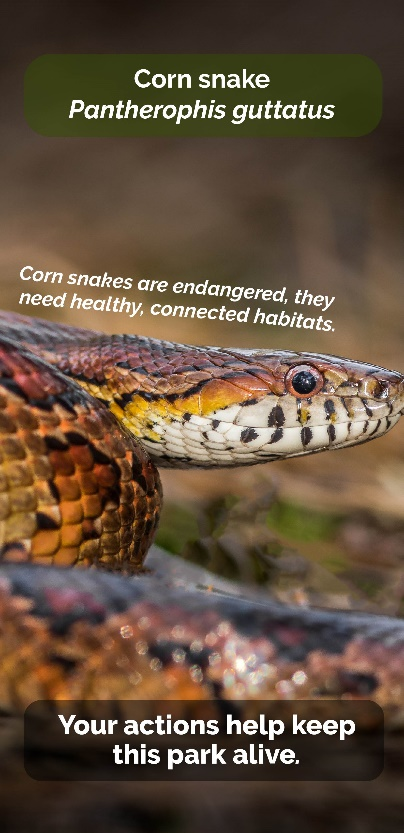 Corn snake
Pantherophis guttatus
Corn snakes are endangered, they
need healthy, connected habitats.
Your actions help keep
this park alive.